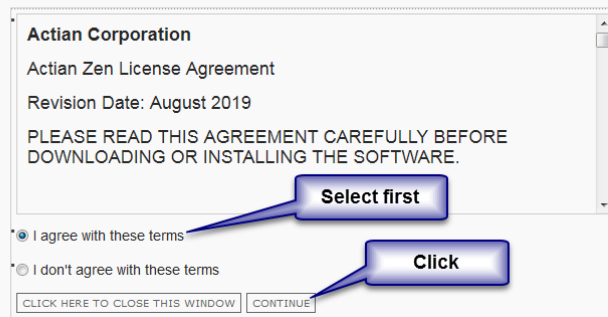 Actian Corporation
Actian Zen License Agreement
Revision Date: August 2019
PLEASE READ THIS AGREEMENT CAREFULLY BEFORE
DOWNLOADING OR INSTALLING THE SOFTWARE.
Select first
I agree with these terms
Click
I don't agree with these terms
CLICK HERE TO CLOSE THIS WINDOW
CONTINUE